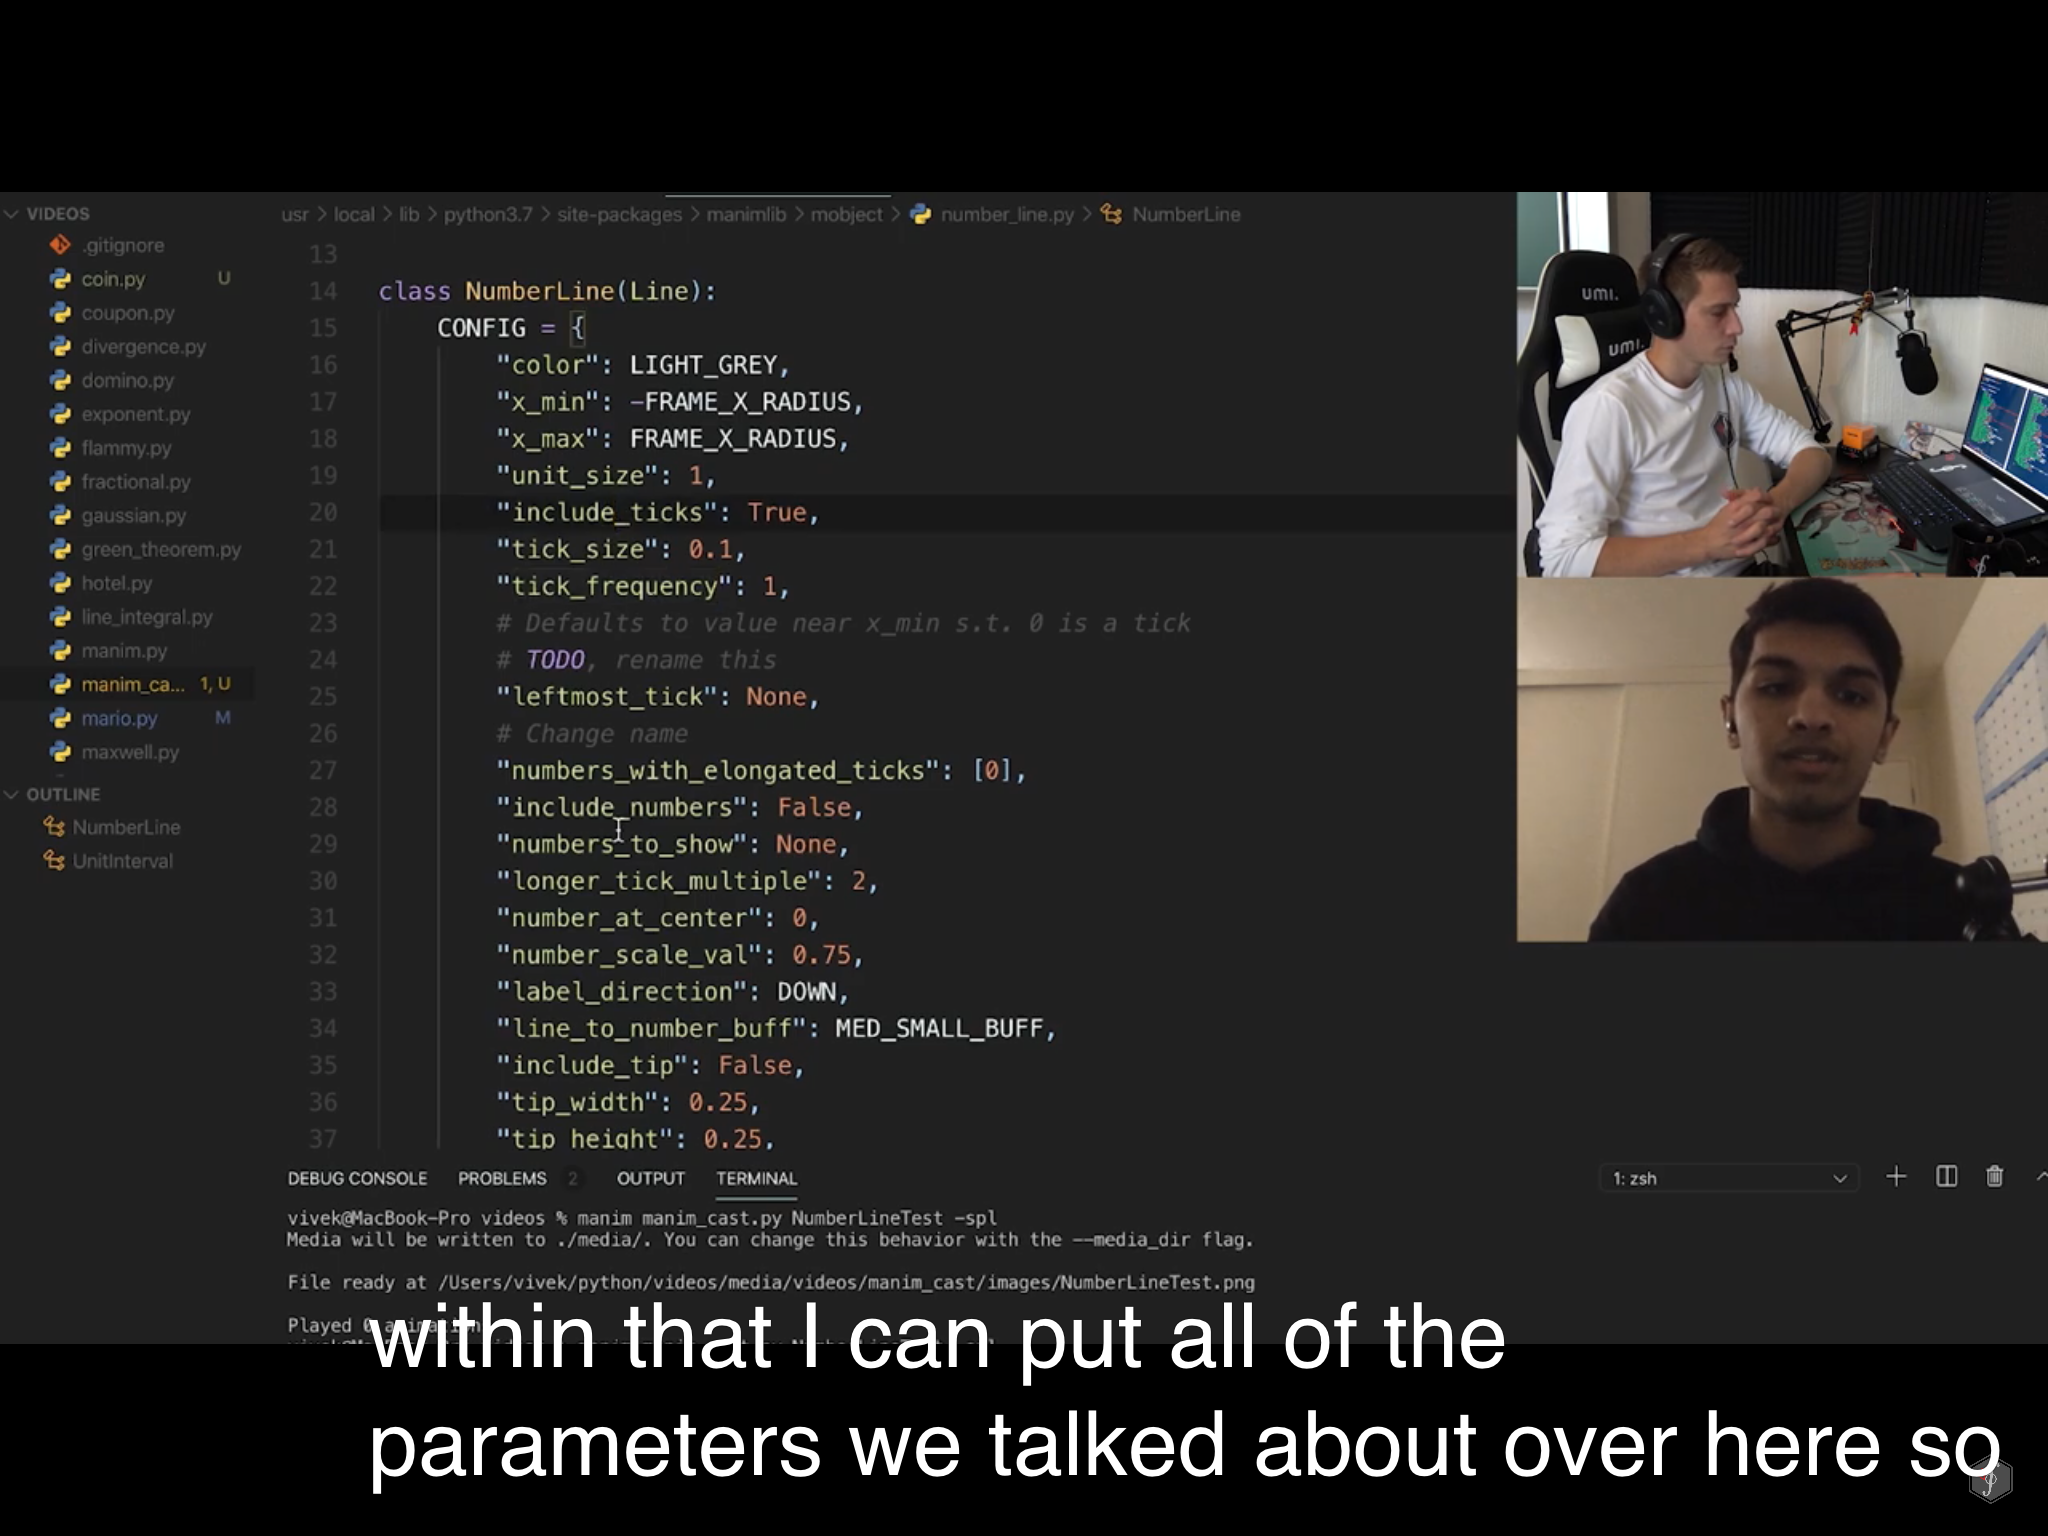 VIDEOS
.gitignore
coin.py U
coupon.py
divergence.py
domino.py
exponent.py
flammy.py
fractional.py
gaussian.py
green_theorem.py
hotel.py
line_integral.py
manim.py
manim_ca... 1, U
mario.py M
maxwell.py
OUTLINE
NumberLine
UnitInterval
usr > local > lib > python3.7 > site-packages > manimlib > mobject > number_line.py > NumberLine
13
14 class NumberLine(Line):
15 CONFIG = {
16 "color": LIGHT_GREY,
17 "x_min": -FRAME_X_RADIUS,
18 "x_max": FRAME_X_RADIUS,
19 "unit_size": 1,
20 "include_ticks": True,
21 "tick_size": 0.1,
22 "tick_frequency": 1,
23 # Defaults to value near x_min s.t. 0 is a tick
24 # TODO, rename this
25 "leftmost_tick": None,
26 # Change name
27 "numbers_with_elongated_ticks": [0],
28 "include_numbers": False,
29 "numbers_to_show": None,
30 "longer_tick_multiple": 2,
31 "number_at_center": 0,
32 "number_scale_val": 0.75,
33 "label_direction": DOWN,
34 "line_to_number_buff": MED_SMALL_BUFF,
35 "include_tip": False,
36 "tip_width": 0.25,
37 "tip_height": 0.25,
umi.
umi.
DEBUG CONSOLE PROBLEMS 2 OUTPUT TERMINAL 1: zsh
vivek@MacBook-Pro videos % manim manim_cast.py NumberLineTest -spl
Media will be written to ./media/. You can change this behavior with the --media_dir flag.
File ready at /Users/vivek/python/videos/media/videos/manim_cast/images/NumberLineTest.png
Played 0
within that I can put all of the
parameters we talked about over here so